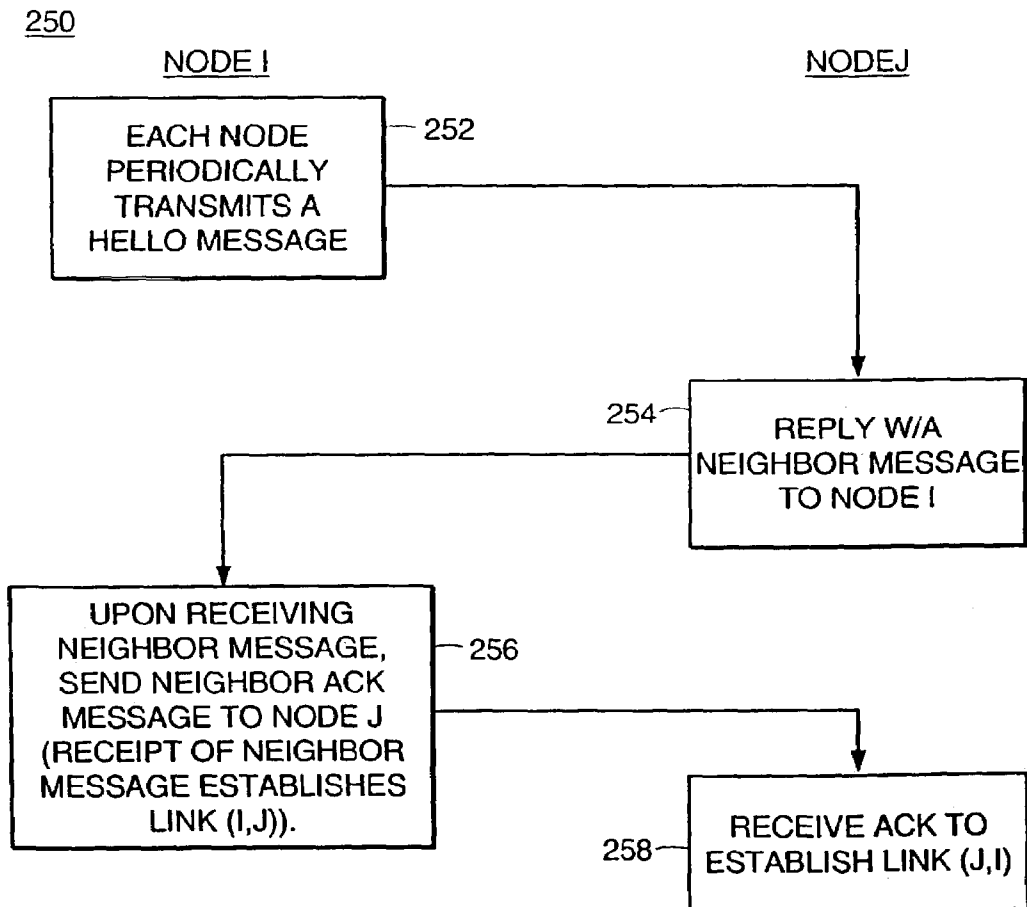 250
NODE I
NODEJ
EACH NODE
PERIODICALLY
TRANSMITS A
HELLO MESSAGE
252
254
REPLY W/A
NEIGHBOR MESSAGE
TO NODE I
UPON RECEIVING
NEIGHBOR MESSAGE,
SEND NEIGHBOR ACK
MESSAGE TO NODE J
(RECEIPT OF NEIGHBOR
MESSAGE ESTABLISHES
LINK (I,J)).
256
258
RECEIVE ACK TO
ESTABLISH LINK (J,I)